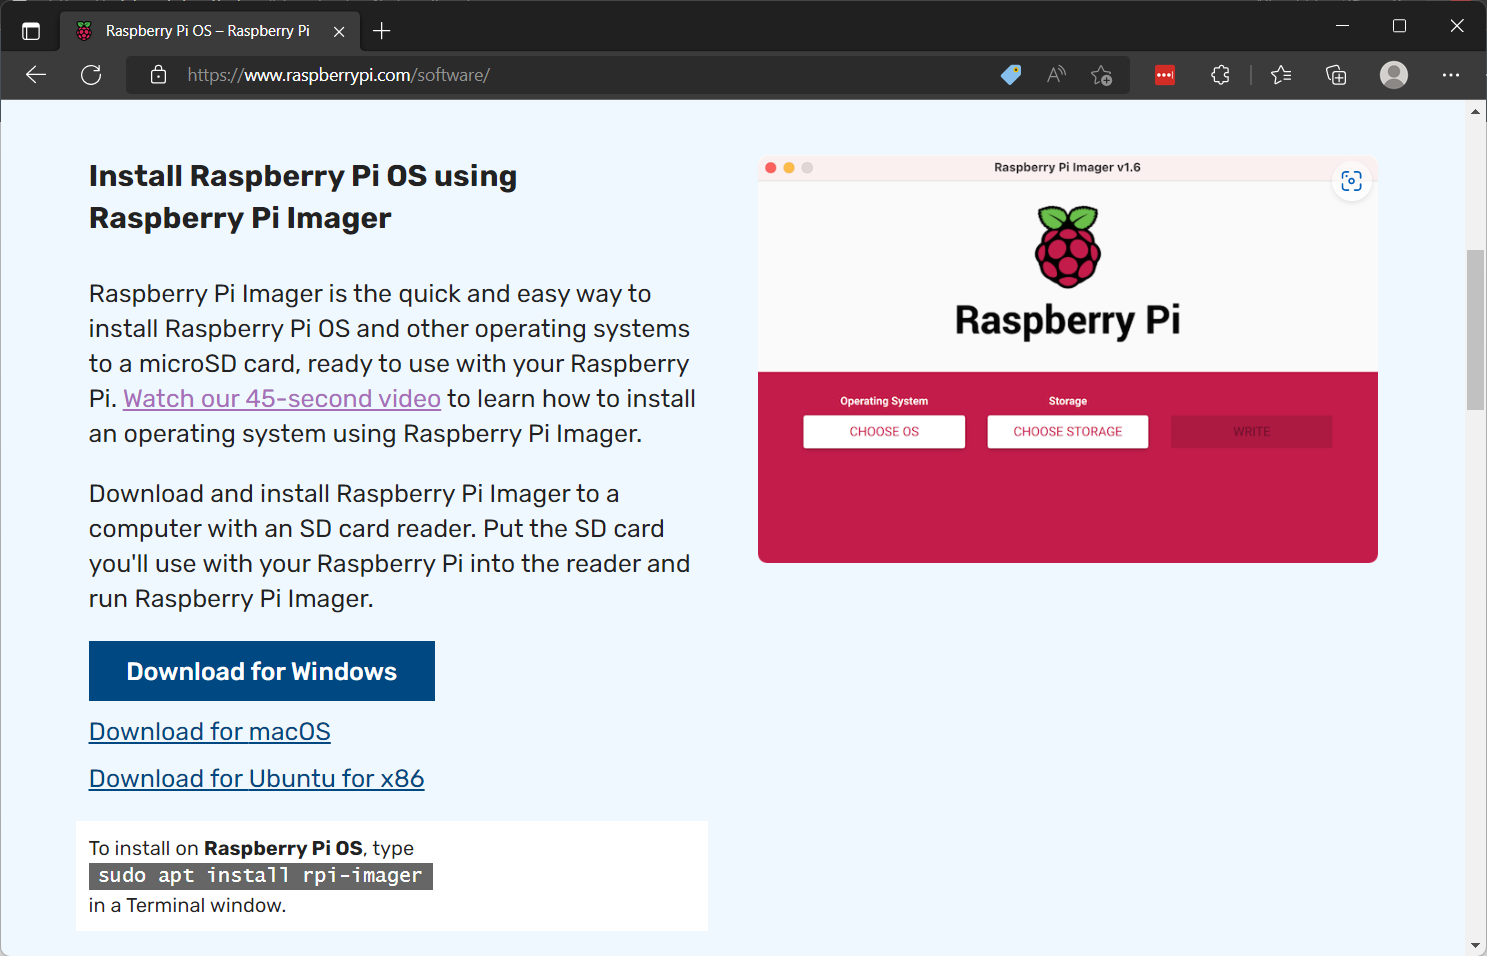 Raspberry Pi OS – Raspberry Pi
https://www.raspberrypi.com/software/
Install Raspberry Pi OS using
Raspberry Pi Imager
Raspberry Pi Imager is the quick and easy way to
install Raspberry Pi OS and other operating systems
to a microSD card, ready to use with your Raspberry
Pi. Watch our 45-second video to learn how to install
an operating system using Raspberry Pi Imager.
Download and install Raspberry Pi Imager to a
computer with an SD card reader. Put the SD card
you'll use with your Raspberry Pi into the reader and
run Raspberry Pi Imager.
Download for Windows
Download for macOS
Download for Ubuntu for x86
To install on Raspberry Pi OS, type
sudo apt install rpi-imager
in a Terminal window.
Raspberry Pi Imager v1.6
Raspberry Pi
Operating System
CHOOSE OS
Storage
CHOOSE STORAGE
WRITE